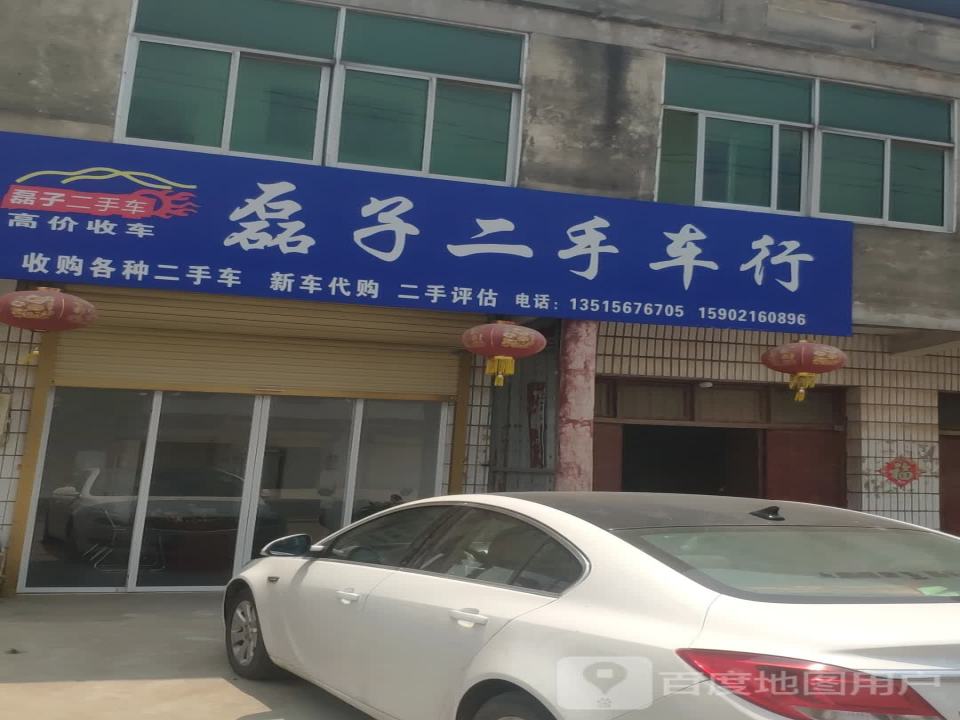 磊子二手车
高价收车
磊子二手车行
收购各种二手车 新车代购 二手评估 电话：13515676705 15902160896
福
百度地图用户